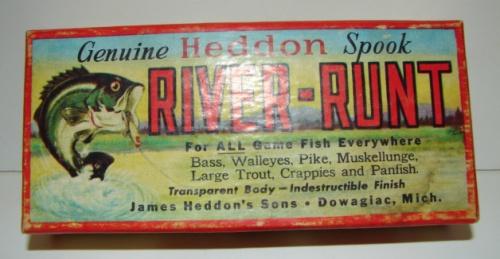 Genuine Heddon Spook
RIVER-RUNT
For ALL Game Fish Everywhere
Bass, Walleyes, Pike, Muskellunge,
Large Trout, Crappies and Panfish.
Transparent Body — Indestructible Finish
James Heddon's Sons • Dowagiac, Mich.